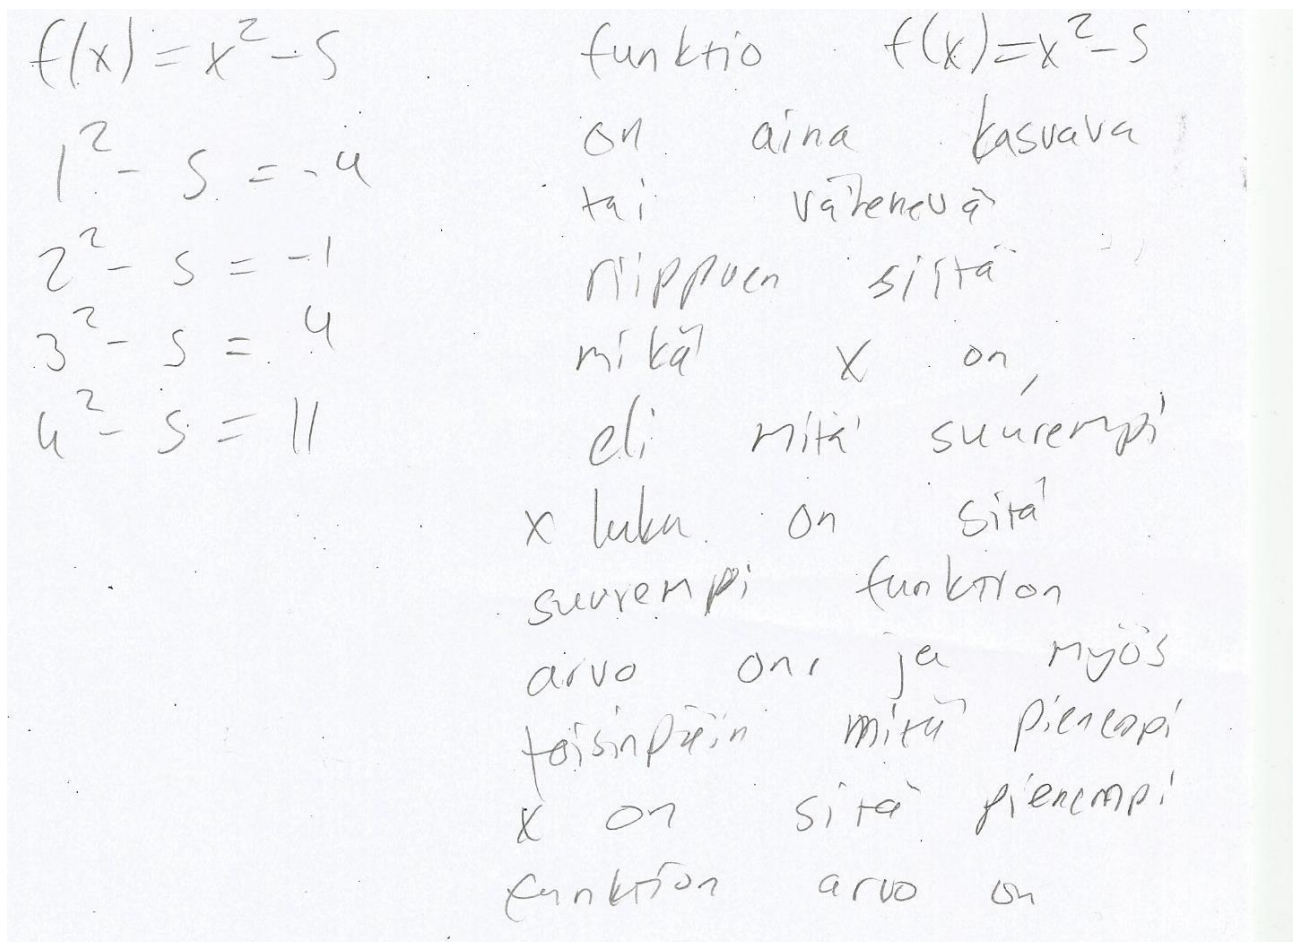 f(x) = x² - 5
1² - 5 = -4
2² - 5 = -1
3² - 5 = 4
4² - 5 = 11
funktio f(x) = x² - 5
on aina kasvava
tai vähenevä
riippuen siitä
mikä x on,
eli mitä suurempi
x luku on sitä
suurempi funktion
arvo on, ja myös
toisinpäin mitä pienempi
x on sitä pienempi
funktion arvo on